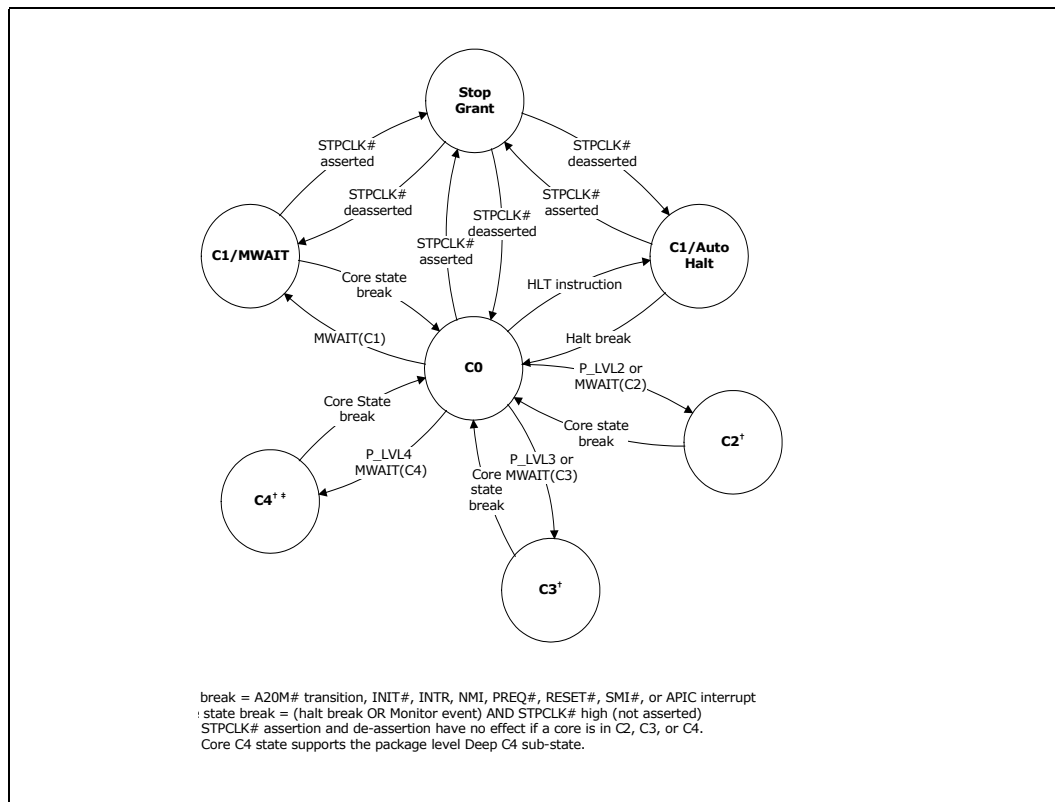 Stop
Grant
STPCLK#
asserted
STPCLK#
deasserted
STPCLK#
deasserted
STPCLK#
asserted
STPCLK#
deasserted
STPCLK#
asserted
C1/MWAIT
C1/Auto
Halt
Core state
break
HLT instruction
MWAIT(C1)
Halt break
C0
P_LVL2 or
MWAIT(C2)
Core State
break
Core state
break
C2†
P_LVL4
MWAIT(C4)
P_LVL3 or
MWAIT(C3)
Core
state
break
C4† ‡
C3†
break = A20M# transition, INIT#, INTR, NMI, PREQ#, RESET#, SMI#, or APIC interrupt
state break = (halt break OR Monitor event) AND STPCLK# high (not asserted)
STPCLK# assertion and de-assertion have no effect if a core is in C2, C3, or C4.
Core C4 state supports the package level Deep C4 sub-state.